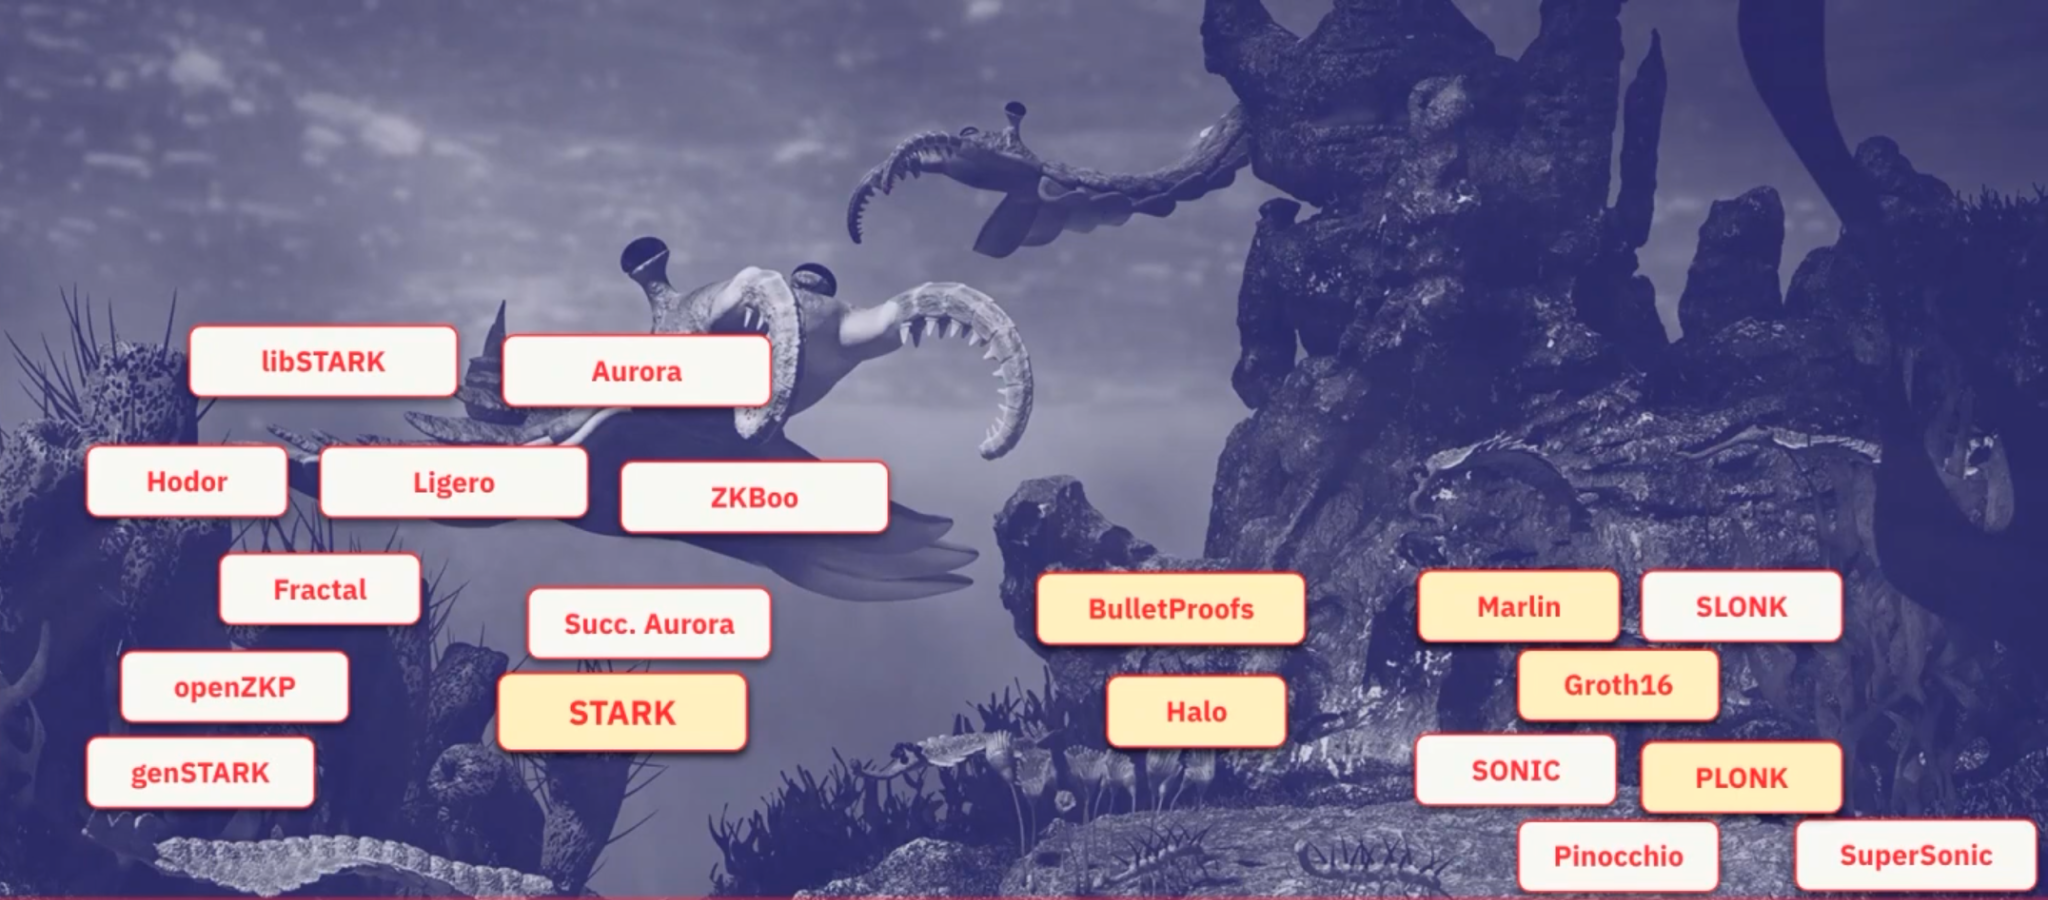 libSTARK
Aurora
Hodor
Ligero
ZKBoo
Fractal
Succ. Aurora
BulletProofs
Marlin
SLONK
openZKP
STARK
Halo
Groth16
genSTARK
SONIC
PLONK
Pinocchio
SuperSonic